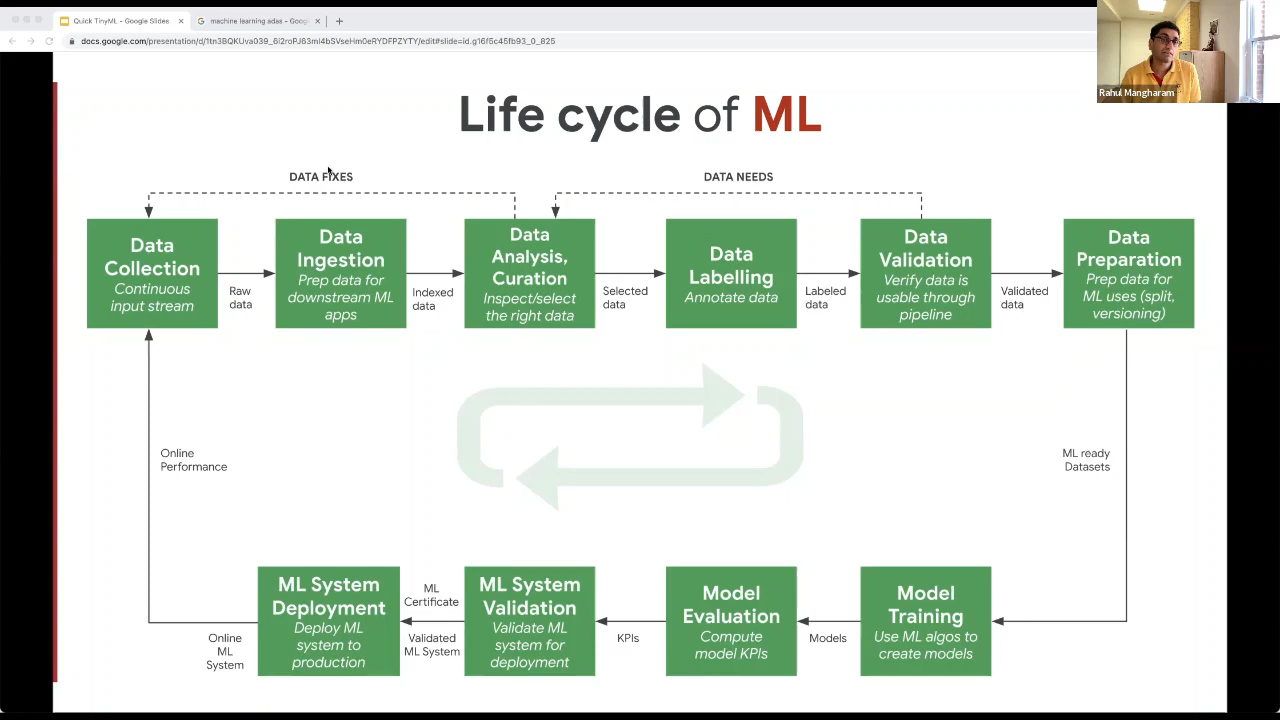 Quick TinyML - Google Slides
machine learning adas - Goog
docs.google.com/presentation/d/1tn3BQKUva039_6l2roPJ63ml4bSVseHm0eRYDFPZYTY/edit#slide=id.g16f5c45fb93_0_825
Rahul Mangharam
Life cycle of ML
DATA FIXES
DATA NEEDS
Data
Collection
Continuous
input stream
Raw
data
Data
Ingestion
Prep data for
downstream ML
apps
Indexed
data
Data
Analysis,
Curation
Inspect/select
the right data
Selected
data
Data
Labelling
Annotate data
Labeled
data
Data
Validation
Verify data is
usable through
pipeline
Validated
data
Data
Preparation
Prep data for
ML uses (split,
versioning)
Online
Performance
ML ready
Datasets
ML System
Deployment
Deploy ML
system to
production
Online
ML
System
ML
Certificate
Validated
ML System
ML System
Validation
Validate ML
system for
deployment
KPIs
Model
Evaluation
Compute
model KPIs
Models
Model
Training
Use ML algos to
create models